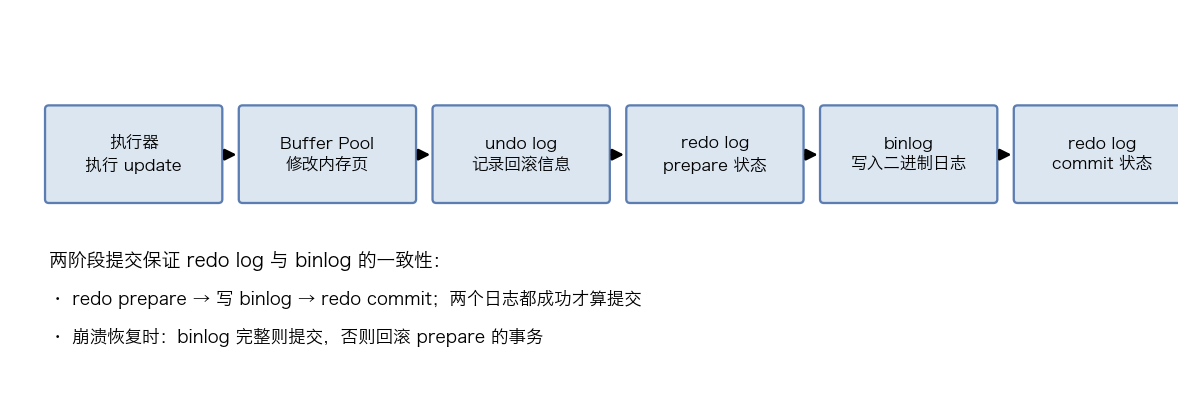 执行器
执行 update
Buffer Pool
修改内存页
undo log
记录回滚信息
redo log
prepare 状态
binlog
写入二进制日志
redo log
commit 状态
两阶段提交保证 redo log 与 binlog 的一致性：
· redo prepare → 写 binlog → redo commit；两个日志都成功才算提交
· 崩溃恢复时：binlog 完整则提交，否则回滚 prepare 的事务